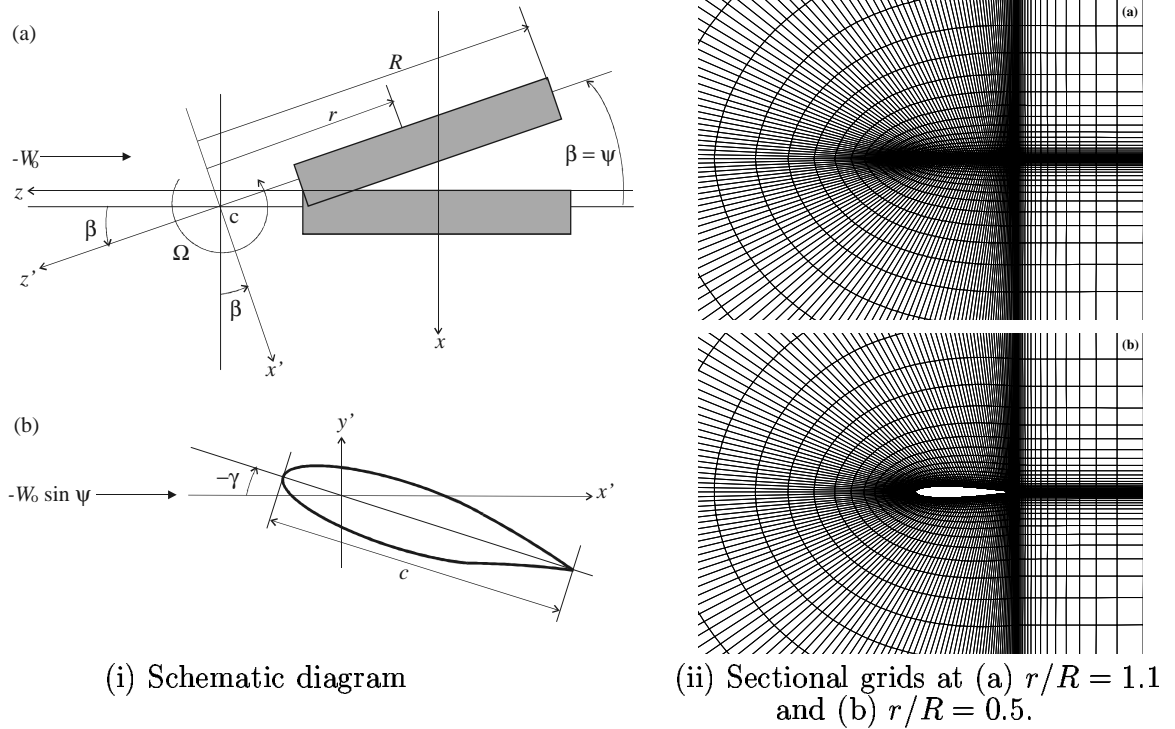 (a)
R
r
-W₀
β = ψ
z
c
β
Ω
z'
β
x
x'
(b)
y'
−γ
-W₀ sin ψ
x'
c
(i) Schematic diagram
(a)
(b)
(ii) Sectional grids at (a) r/R = 1.1
and (b) r/R = 0.5.